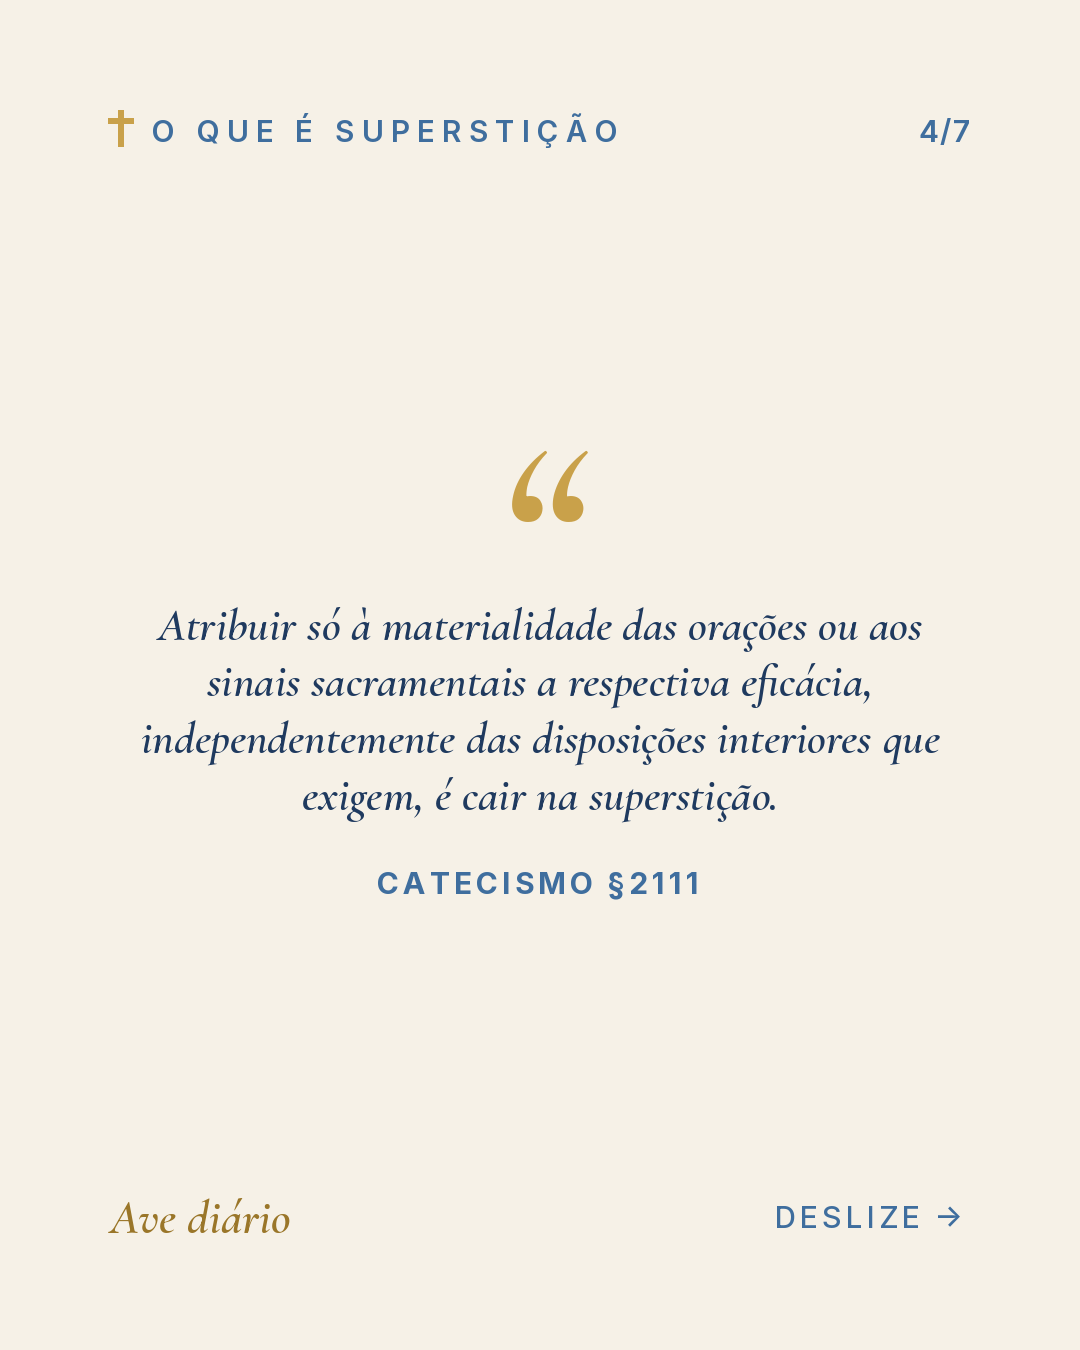 O QUE É SUPERSTIÇÃO
4/7
“
Atribuir só à materialidade das orações ou aos
sinais sacramentais a respectiva eficácia,
independentemente das disposições interiores que
exigem, é cair na superstição.
CATECISMO §2111
Ave diário
DESLIZE →